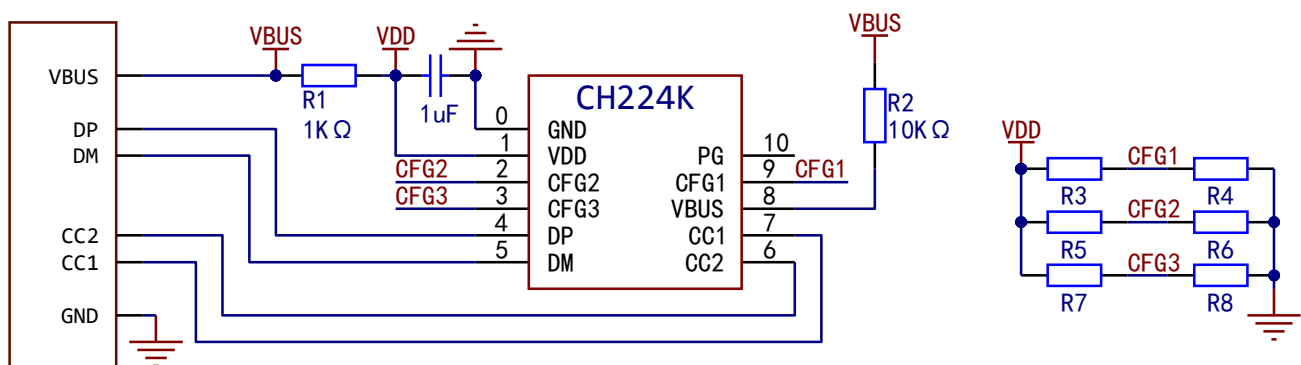 VBUS
DP
DM
CC2
CC1
GND
VBUS
R1
1KΩ
VDD
1uF
CFG2
CFG3
0
1
2
3
4
5
CH224K
GND
VDD
CFG2
CFG3
DP
DM
PG
CFG1
VBUS
CC1
CC2
10
9
8
7
6
CFG1
VBUS
R2
10KΩ
VDD
CFG1
R3
R4
CFG2
R5
R6
CFG3
R7
R8